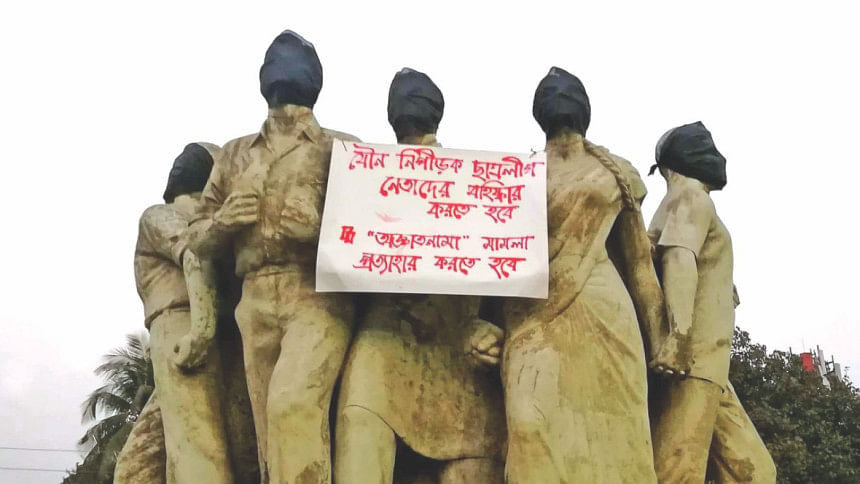 যৌন নিপীড়ক ছাত্রলীগ
নেতাদের বহিষ্কার
করতে হবে
"অজ্ঞাতনামা" মামলা
প্রত্যাহার করতে হবে